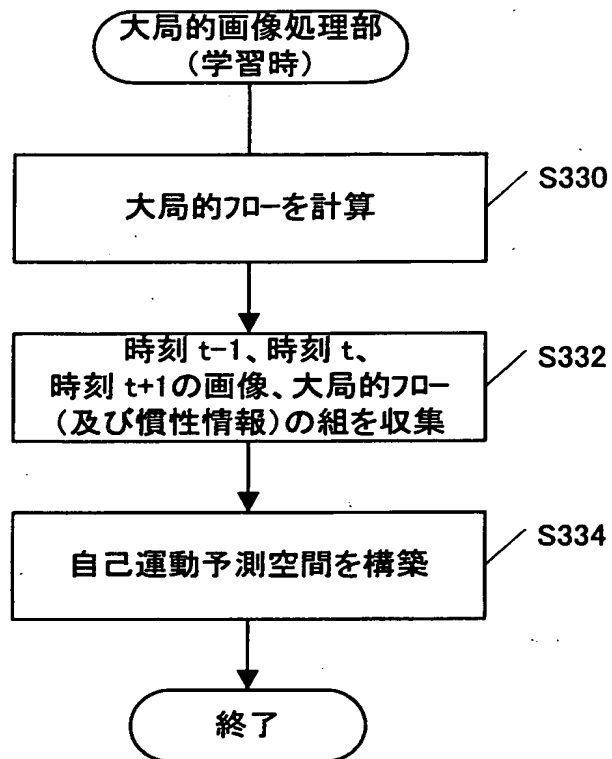 大局的画像処理部
(学習時)
大局的フローを計算
S330
時刻 t-1、時刻 t、
時刻 t+1の画像、大局的フロー
(及び慣性情報)の組を収集
S332
自己運動予測空間を構築
S334
終了